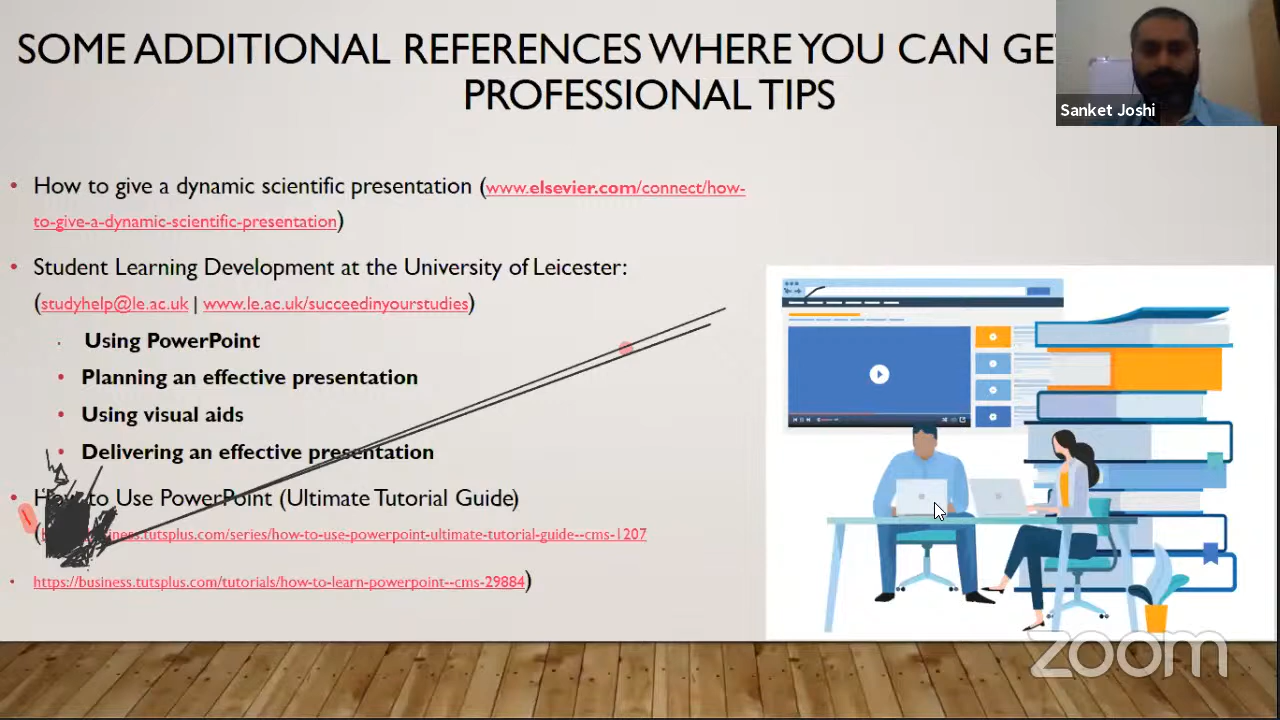 SOME ADDITIONAL REFERENCES WHERE YOU CAN GE
PROFESSIONAL TIPS
Sanket Joshi
• How to give a dynamic scientific presentation (www.elsevier.com/connect/how-
to-give-a-dynamic-scientific-presentation)
• Student Learning Development at the University of Leicester:
(studyhelp@le.ac.uk | www.le.ac.uk/succeedinyourstudies)
• Using PowerPoint
• Planning an effective presentation
• Using visual aids
• Delivering an effective presentation
• How to Use PowerPoint (Ultimate Tutorial Guide)
iness.tutsplus.com/series/how-to-use-powerpoint-ultimate-tutorial-guide--cms-1207
• https://business.tutsplus.com/tutorials/how-to-learn-powerpoint--cms-29884)
zoom